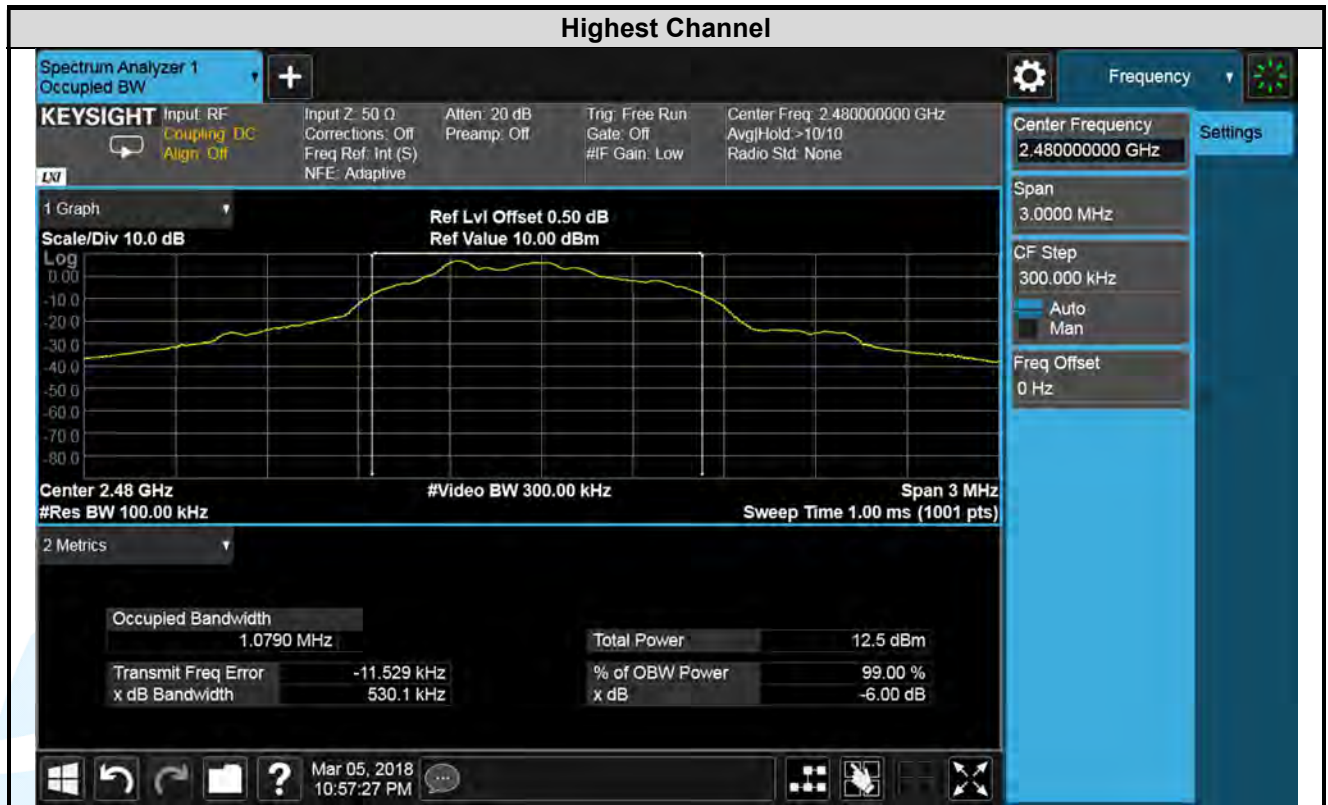 Highest Channel
Spectrum Analyzer 1
Occupied BW
Frequency
KEYSIGHT
LXI
Input: RF
Coupling: DC
Align: Off
Input Z: 50 Ω
Corrections: Off
Freq Ref: Int (S)
NFE: Adaptive
Atten: 20 dB
Preamp: Off
Trig: Free Run
Gate: Off
#IF Gain: Low
Center Freq: 2.480000000 GHz
Avg|Hold:>10/10
Radio Std: None
Center Frequency
2.480000000 GHz
Settings
Span
3.0000 MHz
CF Step
300.000 kHz
Auto
Man
Freq Offset
0 Hz
1 Graph
Scale/Div 10.0 dB
Ref Lvl Offset 0.50 dB
Ref Value 10.00 dBm
Log
0.00
-10.0
-20.0
-30.0
-40.0
-50.0
-60.0
-70.0
-80.0
Center 2.48 GHz
#Video BW 300.00 kHz
Span 3 MHz
#Res BW 100.00 kHz
Sweep Time 1.00 ms (1001 pts)
2 Metrics
Occupied Bandwidth
1.0790 MHz
Total Power 12.5 dBm
Transmit Freq Error -11.529 kHz
% of OBW Power 99.00 %
x dB Bandwidth 530.1 kHz
x dB -6.00 dB
?
Mar 05, 2018
10:57:27 PM